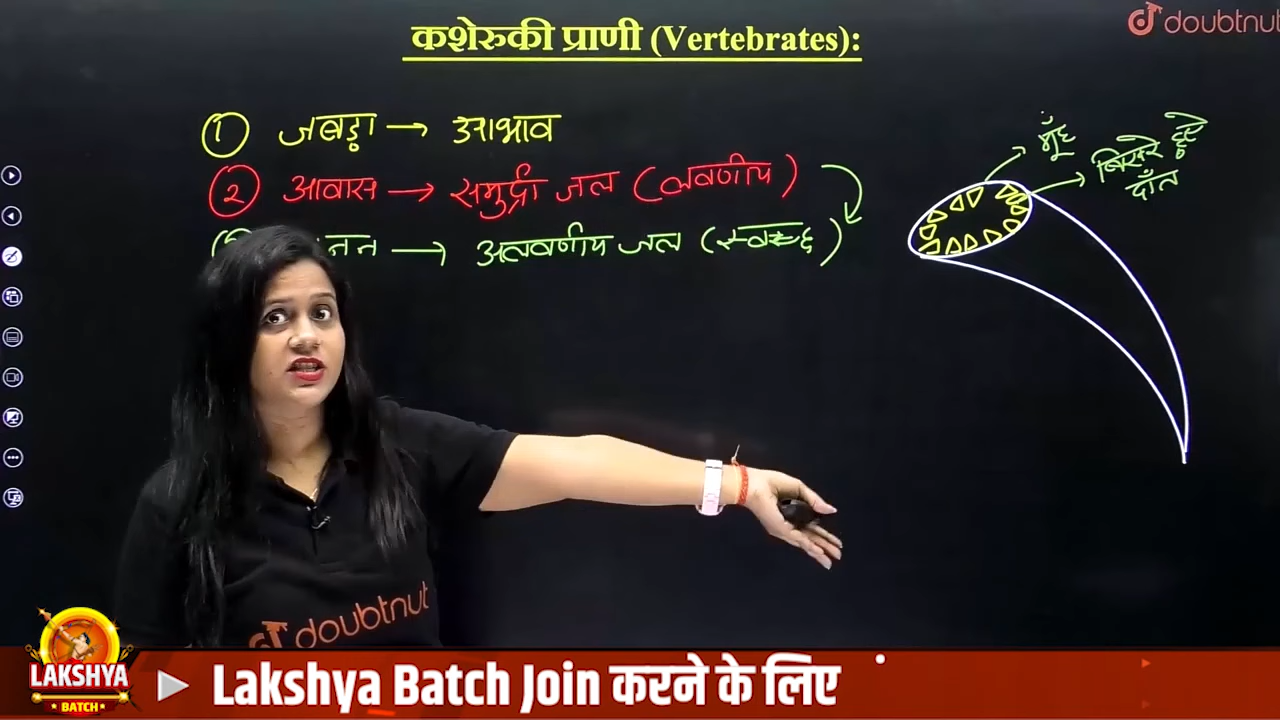 doubtnut
कशेरुकी प्राणी (Vertebrates):
① जबड़ा → अभाव
② आवास → समुद्री जल (लवणीय)
जनन → अलवणीय जल (स्वच्छ)
मुँह
बिखरे हुये
दाँत
doubtnut
LAKSHYA
BATCH
Lakshya Batch Join करने के लिए